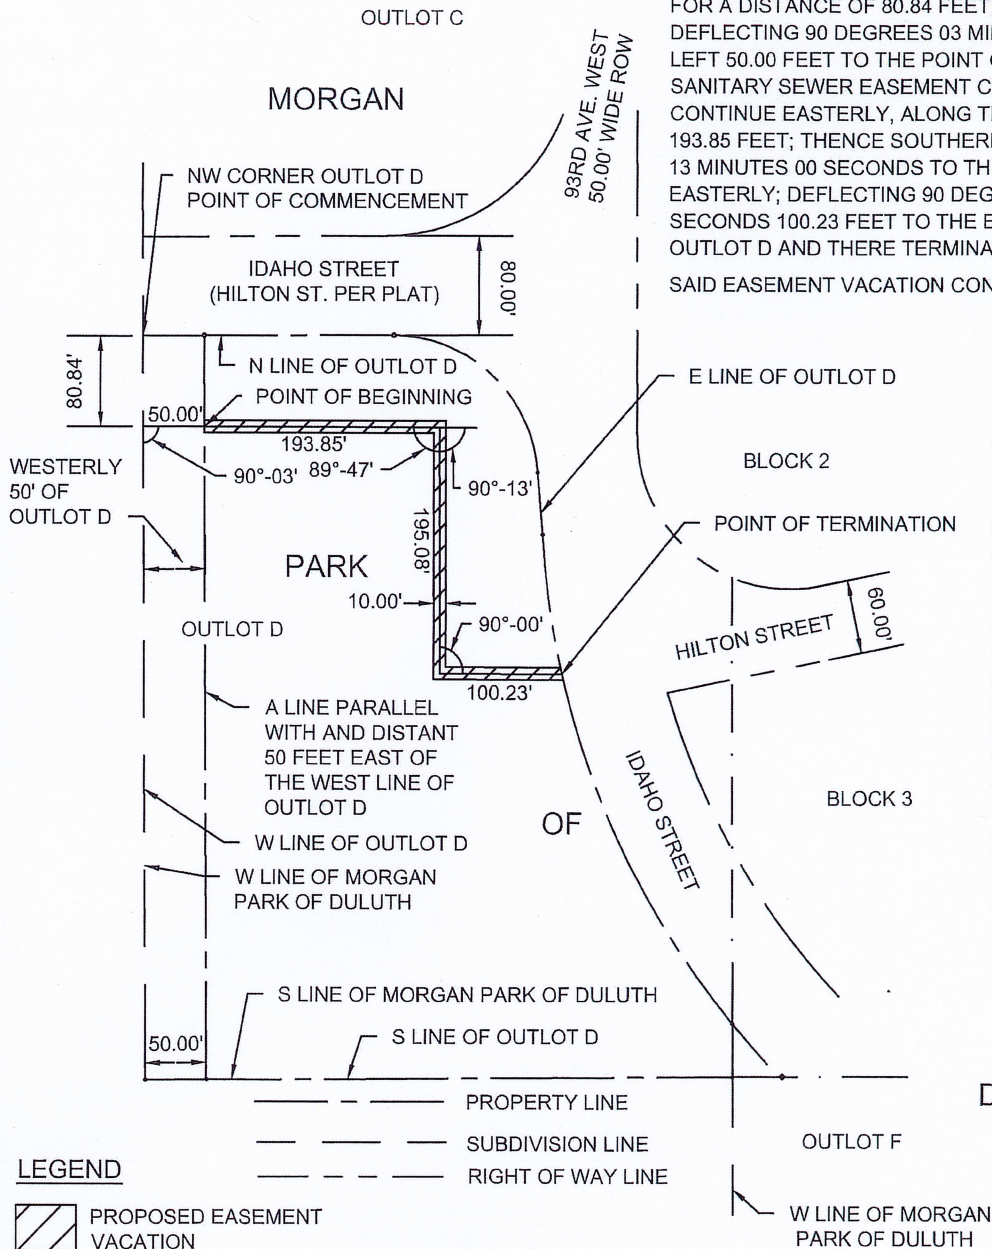 OUTLOT C
FOR A DISTANCE OF 80.84 FEET
DEFLECTING 90 DEGREES 03
LEFT 50.00 FEET TO THE POINT
SANITARY SEWER EASEMENT
CONTINUE EASTERLY, ALONG
193.85 FEET; THENCE
13 MINUTES 00 SECONDS TO
EASTERLY; DEFLECTING 90
SECONDS 100.23 FEET TO THE
OUTLOT D AND THERE
SAID EASEMENT VACATION
MORGAN
93RD AVE. WEST
50.00' WIDE ROW
NW CORNER OUTLOT D
POINT OF COMMENCEMENT
IDAHO STREET
(HILTON ST. PER PLAT)
80.00'
N LINE OF OUTLOT D
80.84'
POINT OF BEGINNING
E LINE OF OUTLOT D
50.00'
193.85'
90°-03'
89°-47'
90°-13'
WESTERLY
50' OF
OUTLOT D
BLOCK 2
POINT OF TERMINATION
195.08'
PARK
10.00'
90°-00'
OUTLOT D
HILTON STREET
60.00'
100.23'
A LINE PARALLEL
WITH AND DISTANT
50 FEET EAST OF
THE WEST LINE OF
OUTLOT D
IDAHO STREET
BLOCK 3
OF
W LINE OF OUTLOT D
W LINE OF MORGAN
PARK OF DULUTH
S LINE OF MORGAN PARK OF DULUTH
S LINE OF OUTLOT D
50.00'
PROPERTY LINE
SUBDIVISION LINE
RIGHT OF WAY LINE
OUTLOT F
LEGEND
PROPOSED EASEMENT
VACATION
W LINE OF MORGAN
PARK OF DULUTH